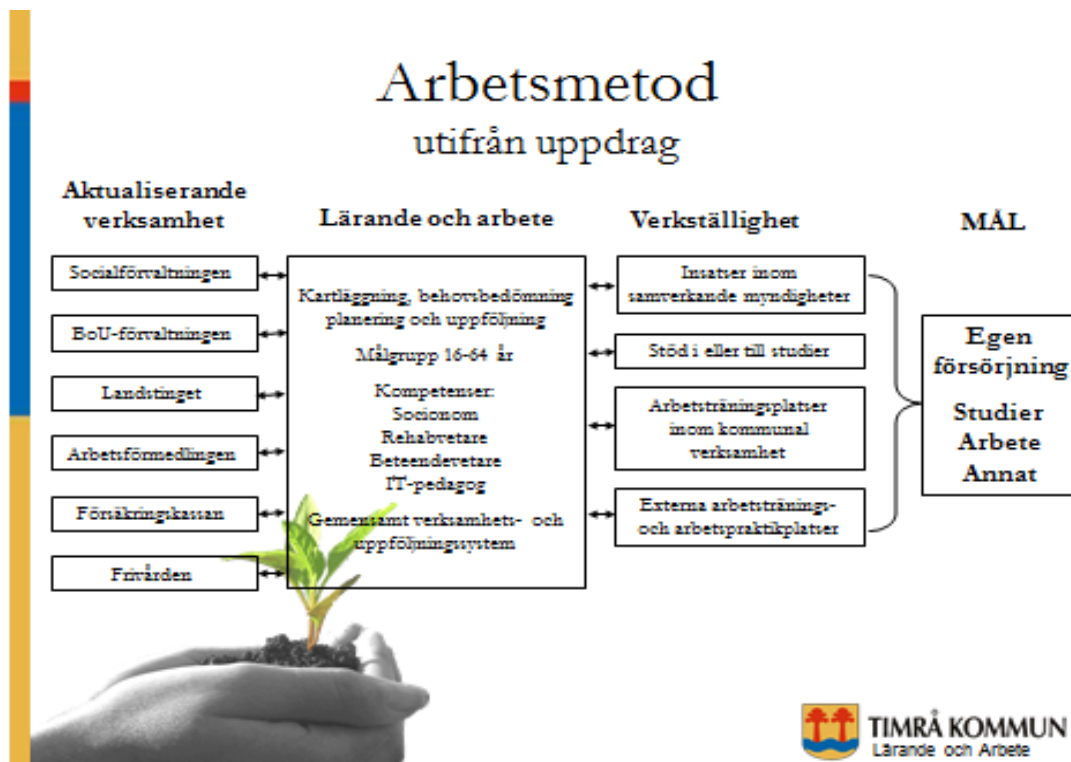 Arbetsmetod
utifrån uppdrag
Aktualiserande
verksamhet
Socialförvaltningen
BoU-förvaltningen
Landstinget
Arbetsförmedlingen
Försäkringskassan
Frivården
Lärande och arbete
Kartläggning, behovsbedömning
planering och uppföljning
Målgrupp 16-64 år
Kompetenser:
Socionom
Rehabvetare
Beteendevetare
IT-pedagog
Gemensamt verksamhets- och
uppföljningssystem
Verkställighet
Insatser inom
samverkande myndigheter
Stöd i eller till studier
Arbetsträningsplatser
inom kommunal
verksamhet
Externa arbetstränings-
och arbetspraktikplatser
MÅL
Egen
försörjning
Studier
Arbete
Annat
TIMRÅ KOMMUN
Lärande och Arbete